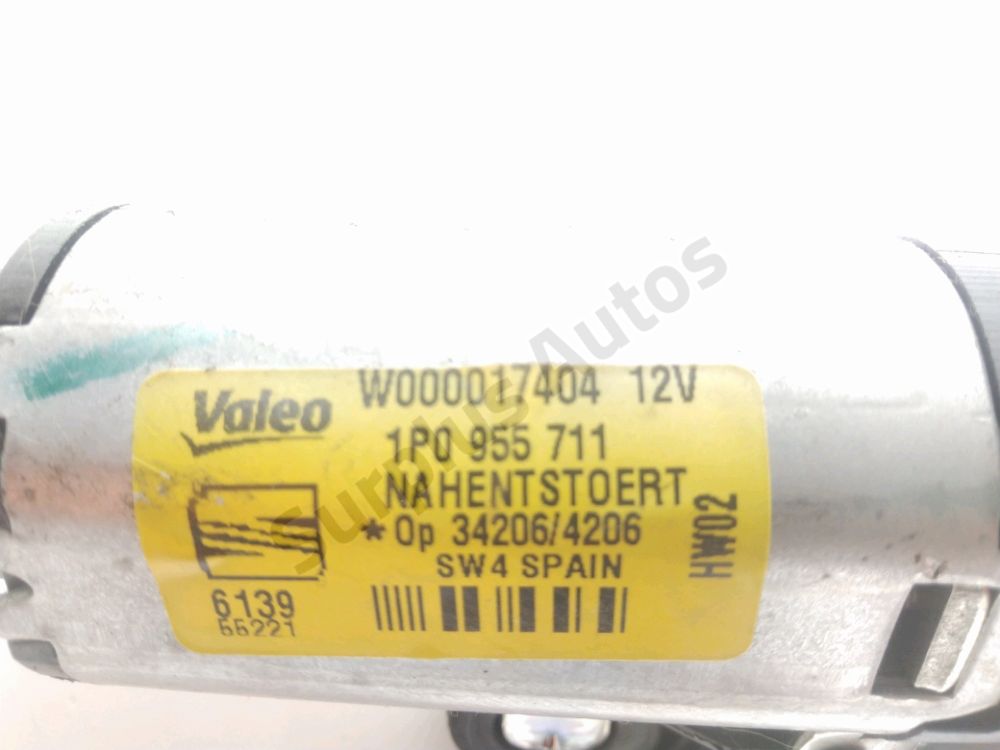 Valeo W000017404 12V
1P0 955 711
NAHENTSTOERT
*Op 34206/4206
SW4 SPAIN
HW02
6139
55221
Surplus Autos